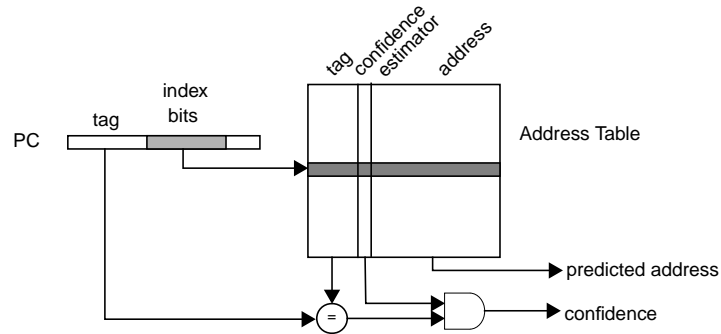 tag
confidence
estimator
address
index
bits
tag
PC
Address Table
predicted address
=
confidence